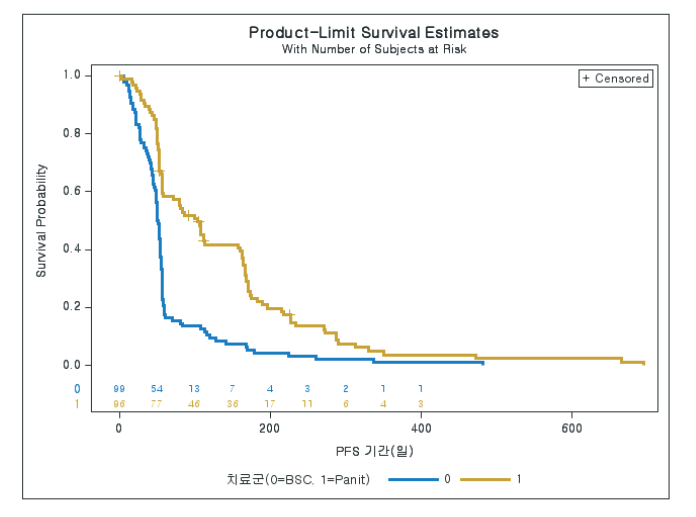 Product-Limit Survival Estimates
With Number of Subjects at Risk
+ Censored
Survival Probability
1.0
0.8
0.6
0.4
0.2
0.0
0 99 54 13 7 4 3 2 1 1
1 96 77 46 36 17 11 6 4 3
0 200 400 600
PFS 기간(일)
치료군(0=BSC, 1=Panit) 0 1